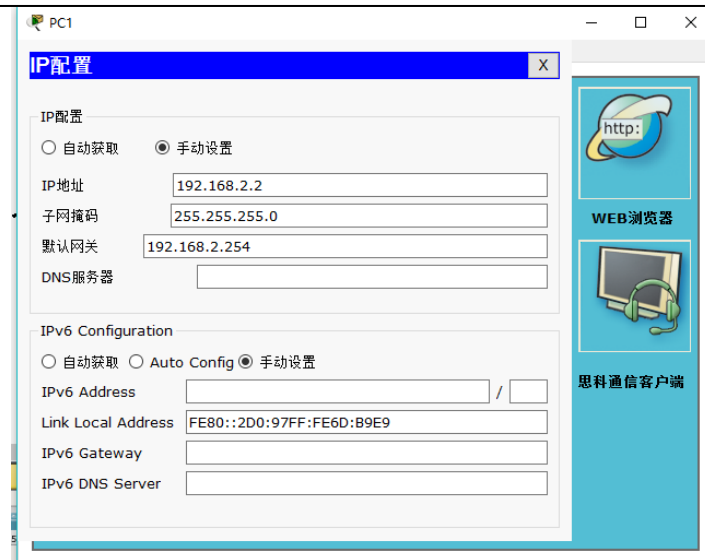 PC1
IP配置
X
IP配置
自动获取 手动设置
IP地址 192.168.2.2
子网掩码 255.255.255.0
默认网关 192.168.2.254
DNS服务器
IPv6 Configuration
自动获取 Auto Config 手动设置
IPv6 Address /
Link Local Address FE80::2D0:97FF:FE6D:B9E9
IPv6 Gateway
IPv6 DNS Server
http:
WEB浏览器
思科通信客户端